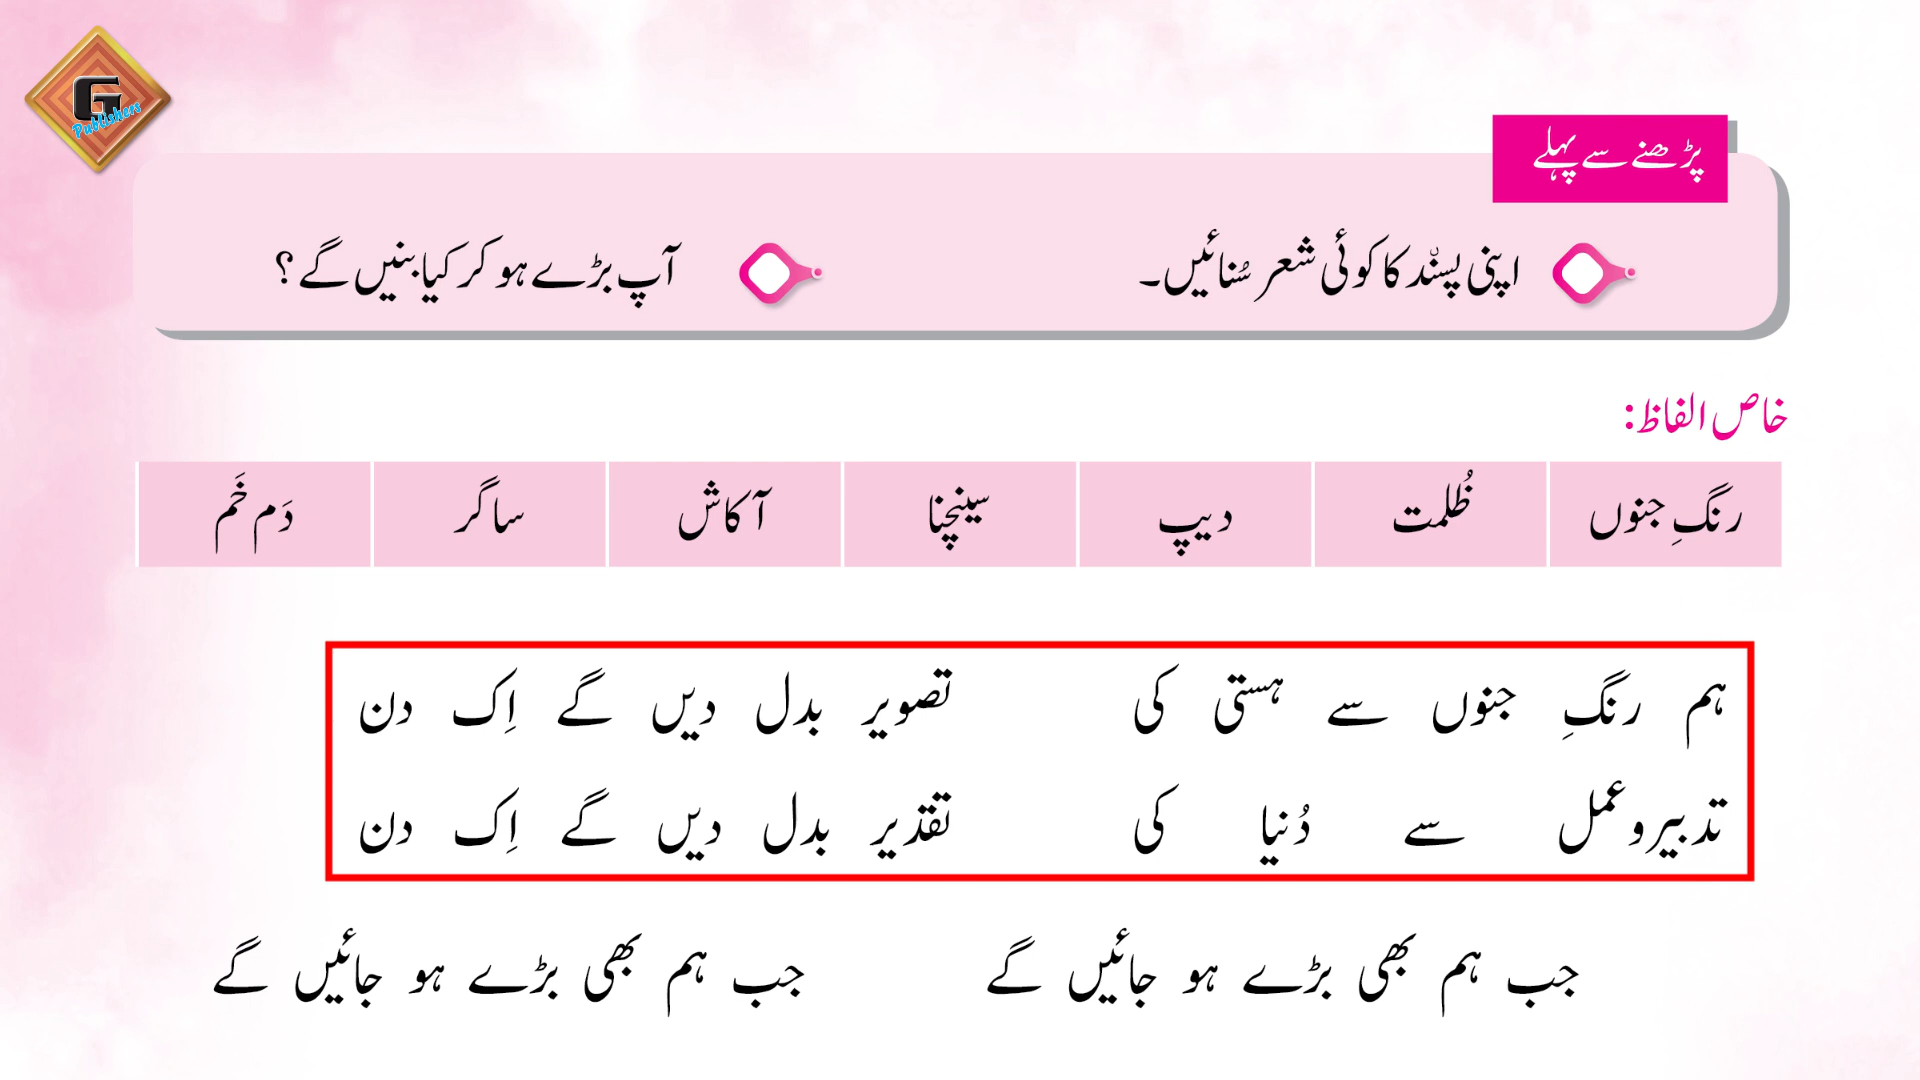 G
Publishers
پڑھنے سے پہلے
اپنی پسنْد کا کوئی شعر سُنائیں۔ آپ بڑے ہو کر کیا بنیں گے ؟
خاص الفاظ:
رنگِ جنوں ظُلمت دیپ سینچنا آکاش ساگر دَم خَم
ہم رنگِ جنوں سے ہستی کی تصویر بدل دیں گے اِک دن
تدبیر و عمل سے دُنیا کی تقدیر بدل دیں گے اِک دن
جب ہم بھی بڑے ہو جائیں گے جب ہم بھی بڑے ہو جائیں گے